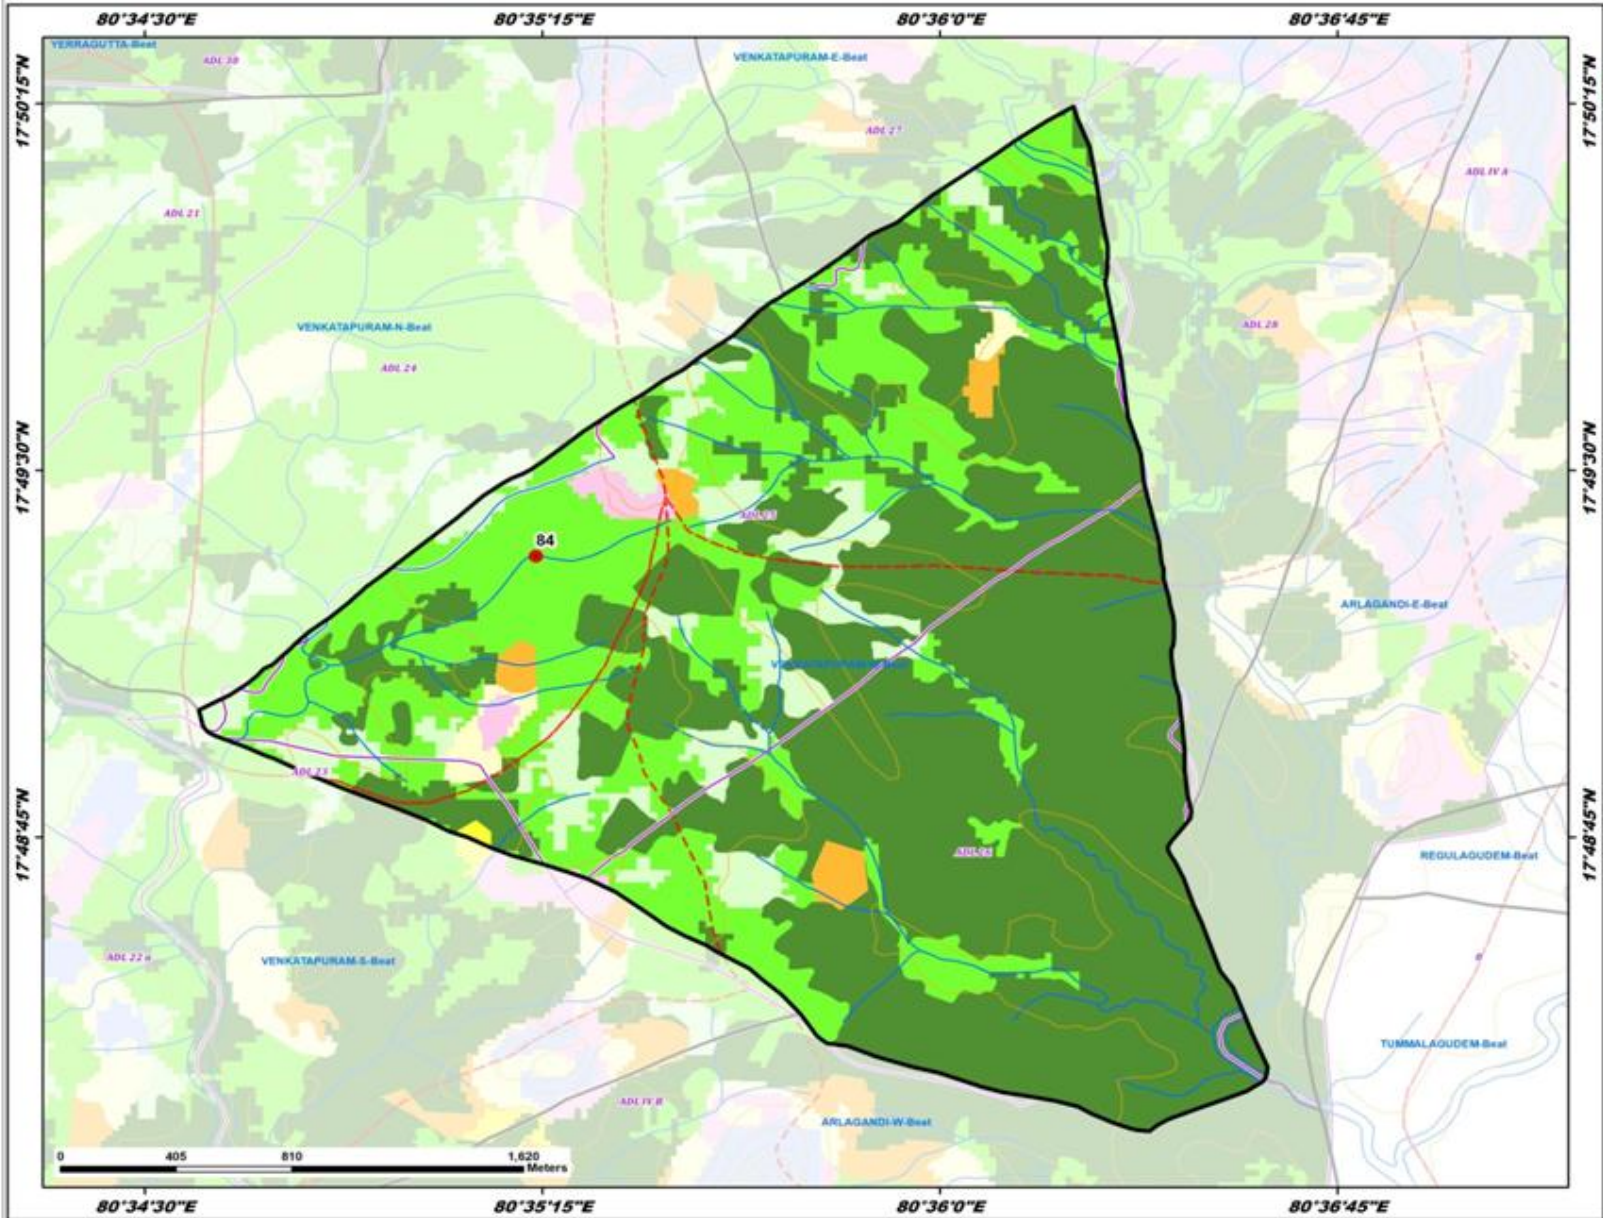 80°34'30"E 80°35'15"E 80°36'0"E 80°36'45"E
YERRAGUTTA-Beat
ADL 30
VENKATAPURAM-E-Beat
17°50'15"N
17°50'15"N
ADL 27
ADL IV A
ADL 21
VENKATAPURAM-N-Beat
ADL 28
ADL 24
17°49'30"N
17°49'30"N
ADL 25
84
ARLAGANDI-E-Beat
ADL 23
17°48'45"N
17°48'45"N
ADL 26
REGULAGUDEM-Beat
ADL 22 a
VENKATAPURAM-S-Beat
B
TUMMALAGUDEM-Beat
ADL IV B
ARLAGANDI-W-Beat
0 405 810 1,620
Meters
80°34'30"E 80°35'15"E 80°36'0"E 80°36'45"E